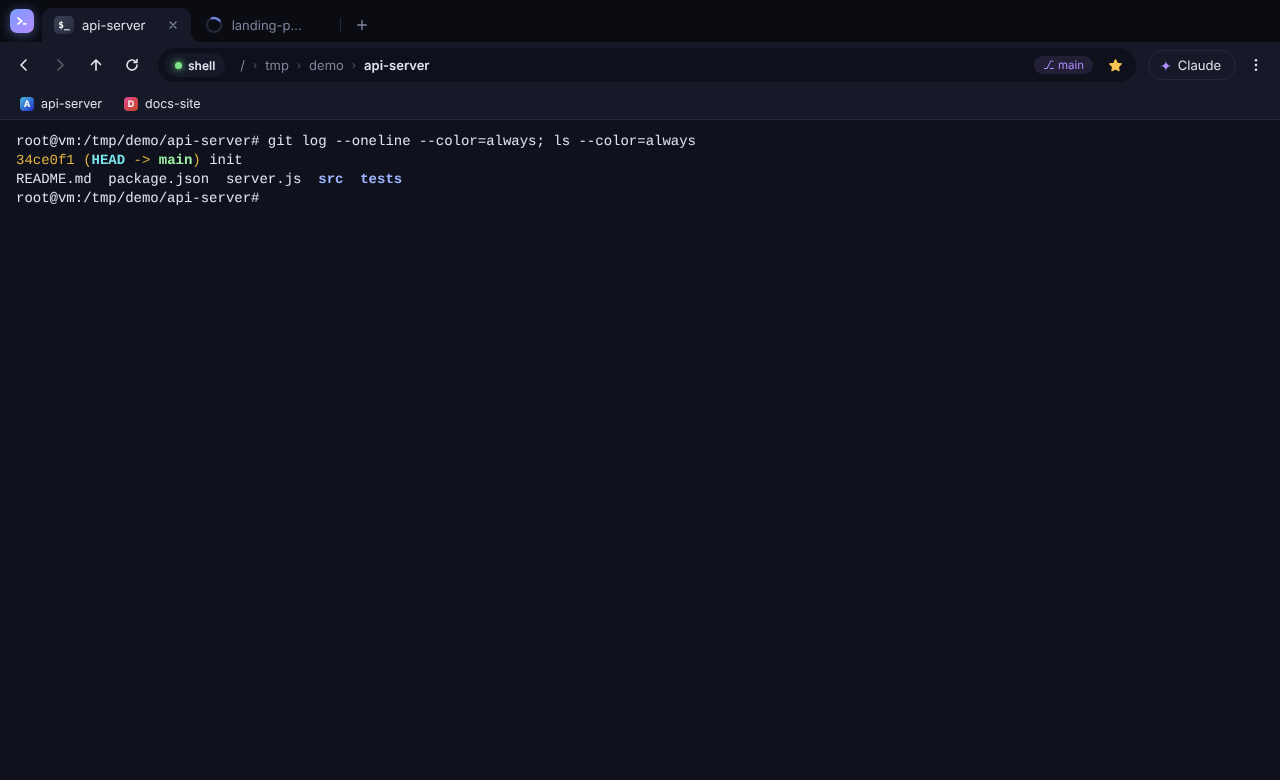 $_ api-server
landing-p...
shell / › tmp › demo › api-server
main
Claude
A api-server D docs-site
root@vm:/tmp/demo/api-server# git log --oneline --color=always; ls --color=always
34ce0f1 (HEAD -> main) init
README.md  package.json  server.js  src  tests
root@vm:/tmp/demo/api-server#